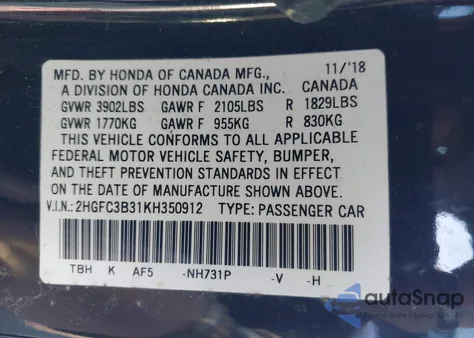 MFD. BY HONDA OF CANADA MFG., 11/'18
A DIVISION OF HONDA CANADA INC. CANADA
GVWR 3902LBS GAWR F 2105LBS R 1829LBS
GVWR 1770KG GAWR F 955KG R 830KG
THIS VEHICLE CONFORMS TO ALL APPLICABLE
FEDERAL MOTOR VEHICLE SAFETY, BUMPER,
AND THEFT PREVENTION STANDARDS IN EFFECT
ON THE DATE OF MANUFACTURE SHOWN ABOVE.
V.I.N.: 2HGFC3B31KH350912 TYPE: PASSENGER CAR
TBH K AF5 -NH731P -V -H
autoSnap